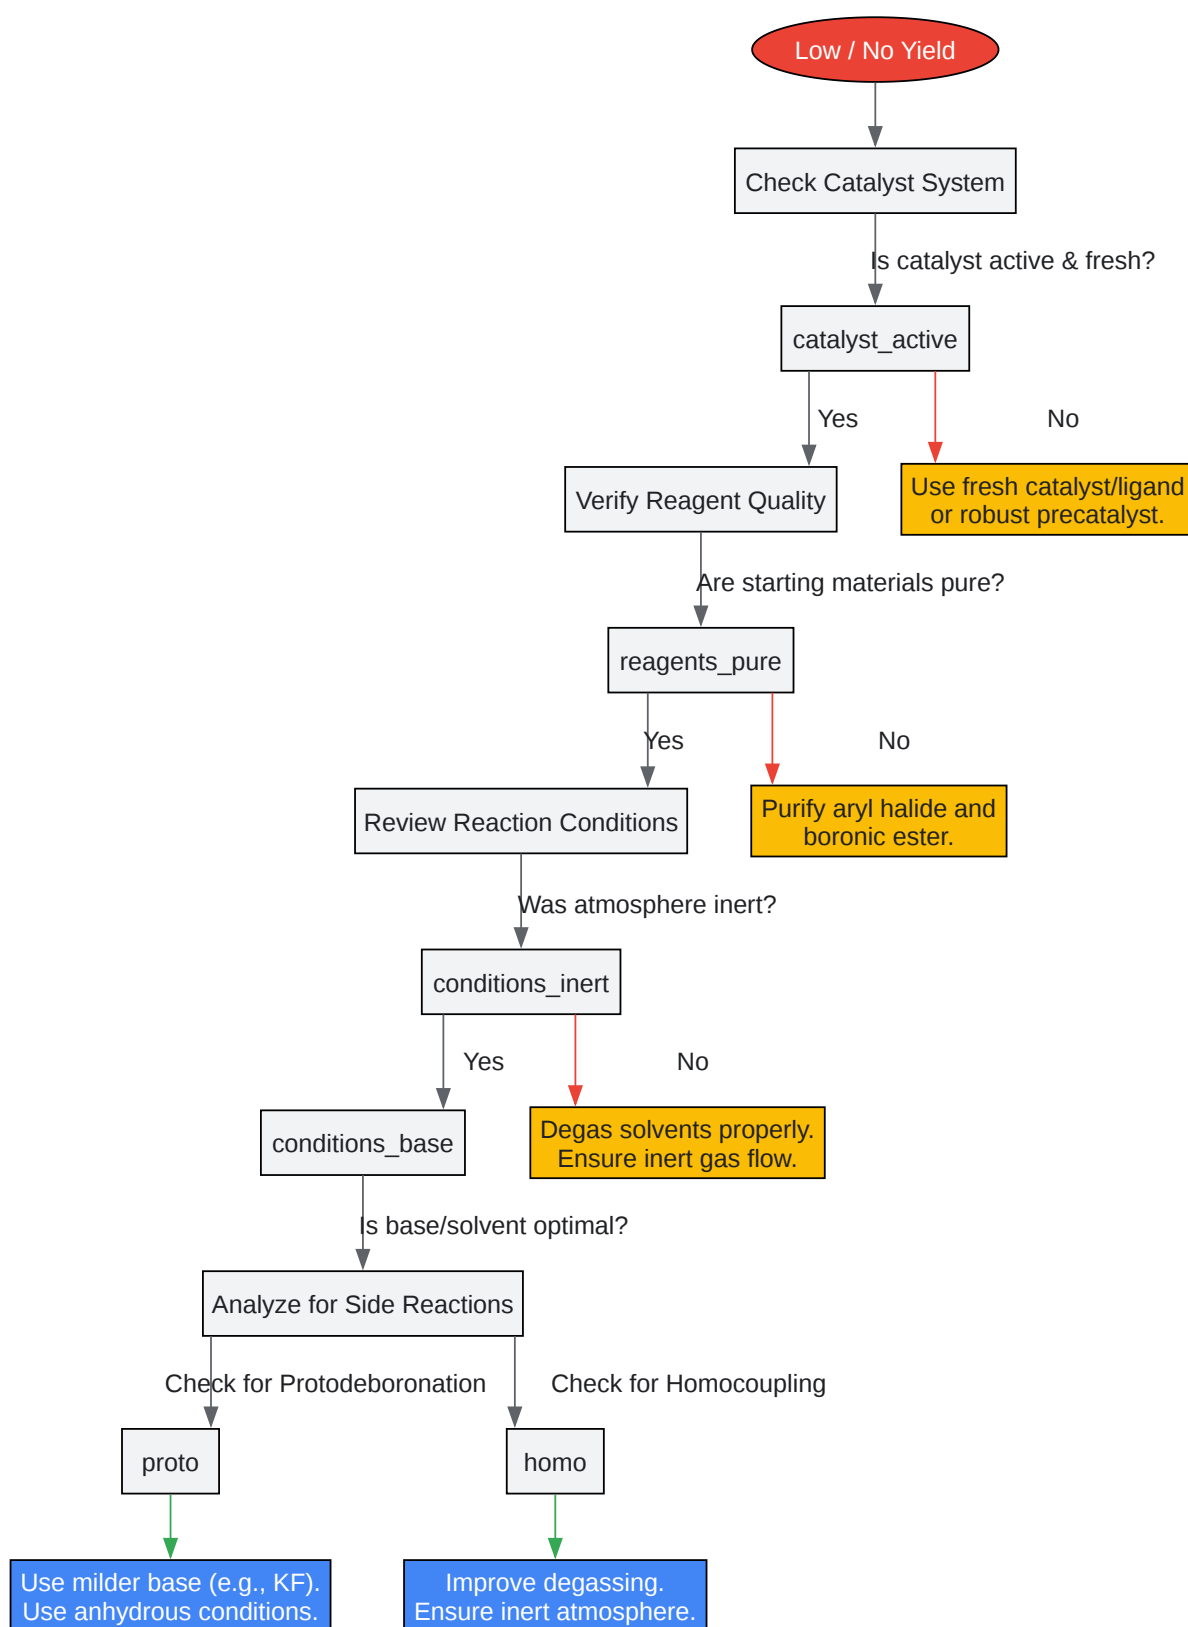 Low / No Yield
Check Catalyst System
Is catalyst active & fresh?
catalyst_active
Yes
No
Verify Reagent Quality
Use fresh catalyst/ligand
or robust precatalyst.
Are starting materials pure?
reagents_pure
Yes
No
Review Reaction Conditions
Purify aryl halide and
boronic ester.
Was atmosphere inert?
conditions_inert
Yes
No
conditions_base
Degas solvents properly.
Ensure inert gas flow.
Is base/solvent optimal?
Analyze for Side Reactions
Check for Protodeboronation
Check for Homocoupling
proto
homo
Use milder base (e.g., KF).
Use anhydrous conditions.
Improve degassing.
Ensure inert atmosphere.